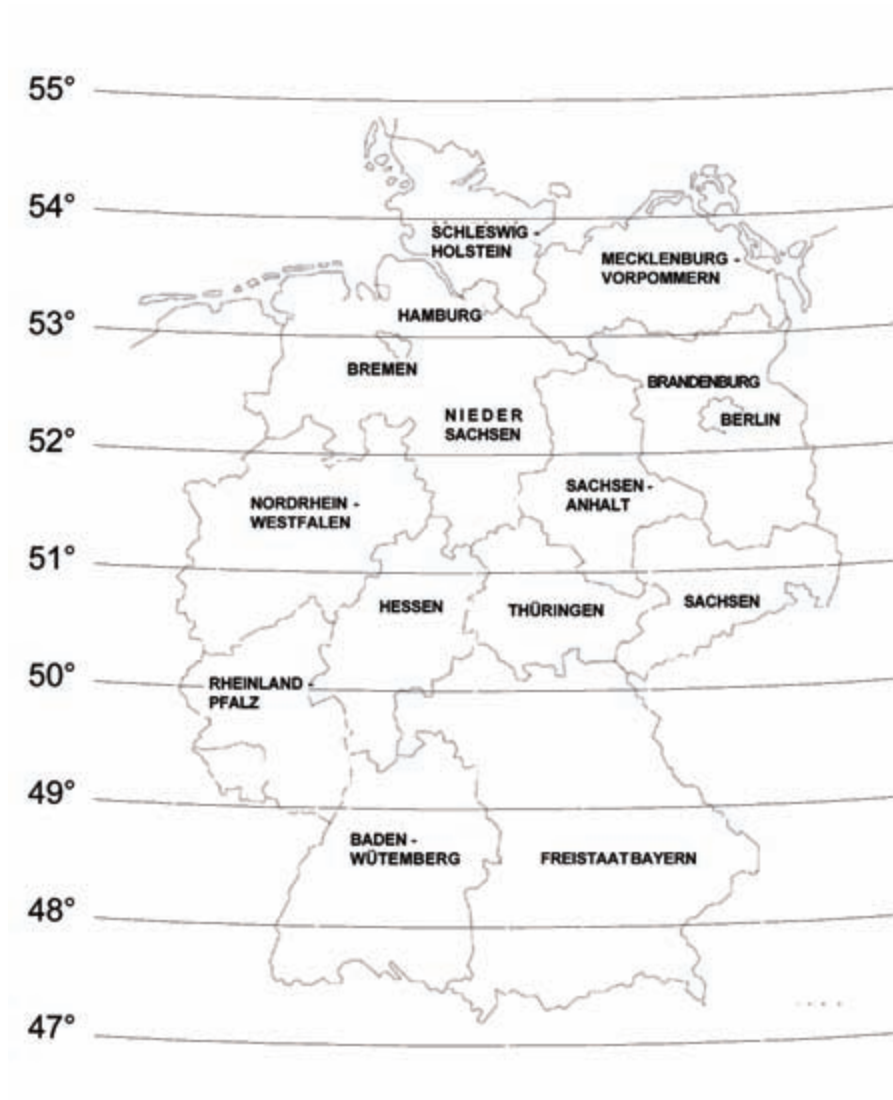 55°
54°
SCHLESWIG -
HOLSTEIN
MECKLENBURG -
VORPOMMERN
HAMBURG
53°
BREMEN
BRANDENBURG
NIEDER
SACHSEN
BERLIN
52°
SACHSEN -
ANHALT
NORDRHEIN -
WESTFALEN
51°
HESSEN
THÜRINGEN
SACHSEN
50°
RHEINLAND -
PFALZ
49°
BADEN -
WÜTEMBERG
FREISTAATBAYERN
48°
47°